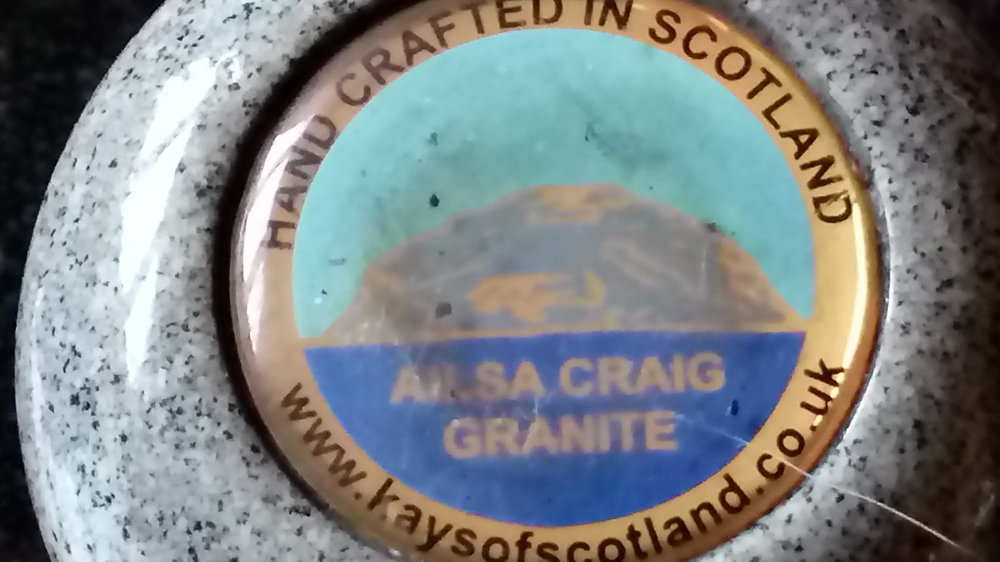 HAND CRAFTED IN SCOTLAND
AILSA CRAIG
GRANITE
www.kaysofscotland.co.uk